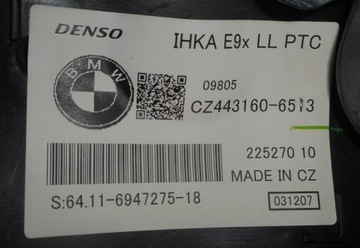 DENSO
IHKA E9x LL PTC
BMW
09805
CZ443160-6513
225270 10
MADE IN CZ
S:64.11-6947275-18
031207